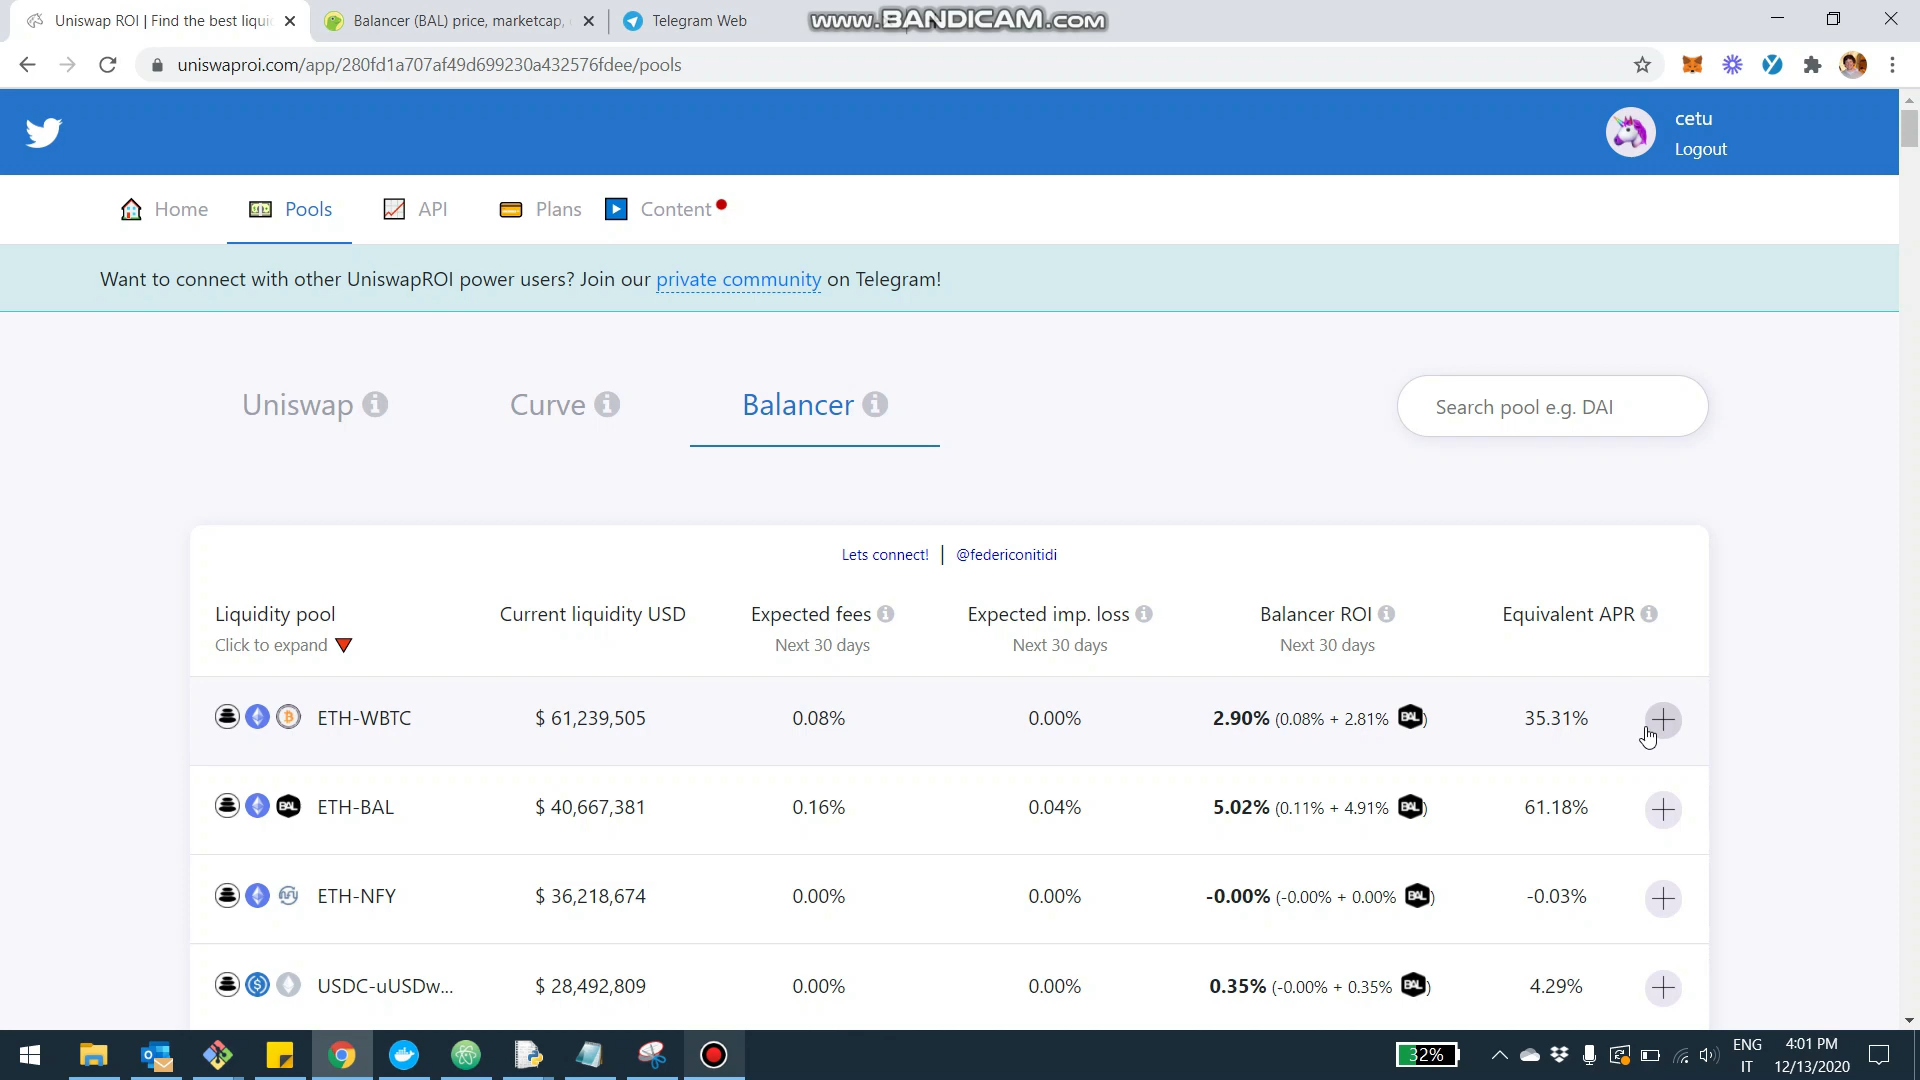 Uniswap ROI | Find the best liquid
Balancer (BAL) price, marketcap,
Telegram Web
www.BANDICAM.com
uniswaproi.com/app/280fd1a707af49d699230a432576fdee/pools
cetu
Logout
Home
Pools
API
Plans
Content
Want to connect with other UniswapROI power users? Join our private community on Telegram!
Uniswap
Curve
Balancer
Search pool e.g. DAI
Lets connect! | @federiconitidi
Liquidity pool
Click to expand
Current liquidity USD
Expected fees
Next 30 days
Expected imp. loss
Next 30 days
Balancer ROI
Next 30 days
Equivalent APR
ETH-WBTC $ 61,239,505 0.08% 0.00% 2.90% (0.08% + 2.81% BAL) 35.31%
ETH-BAL $ 40,667,381 0.16% 0.04% 5.02% (0.11% + 4.91% BAL) 61.18%
ETH-NFY $ 36,218,674 0.00% 0.00% -0.00% (-0.00% + 0.00% BAL) -0.03%
USDC-uUSDw... $ 28,492,809 0.00% 0.00% 0.35% (-0.00% + 0.35% BAL) 4.29%
32%
ENG
IT
4:01 PM
12/13/2020